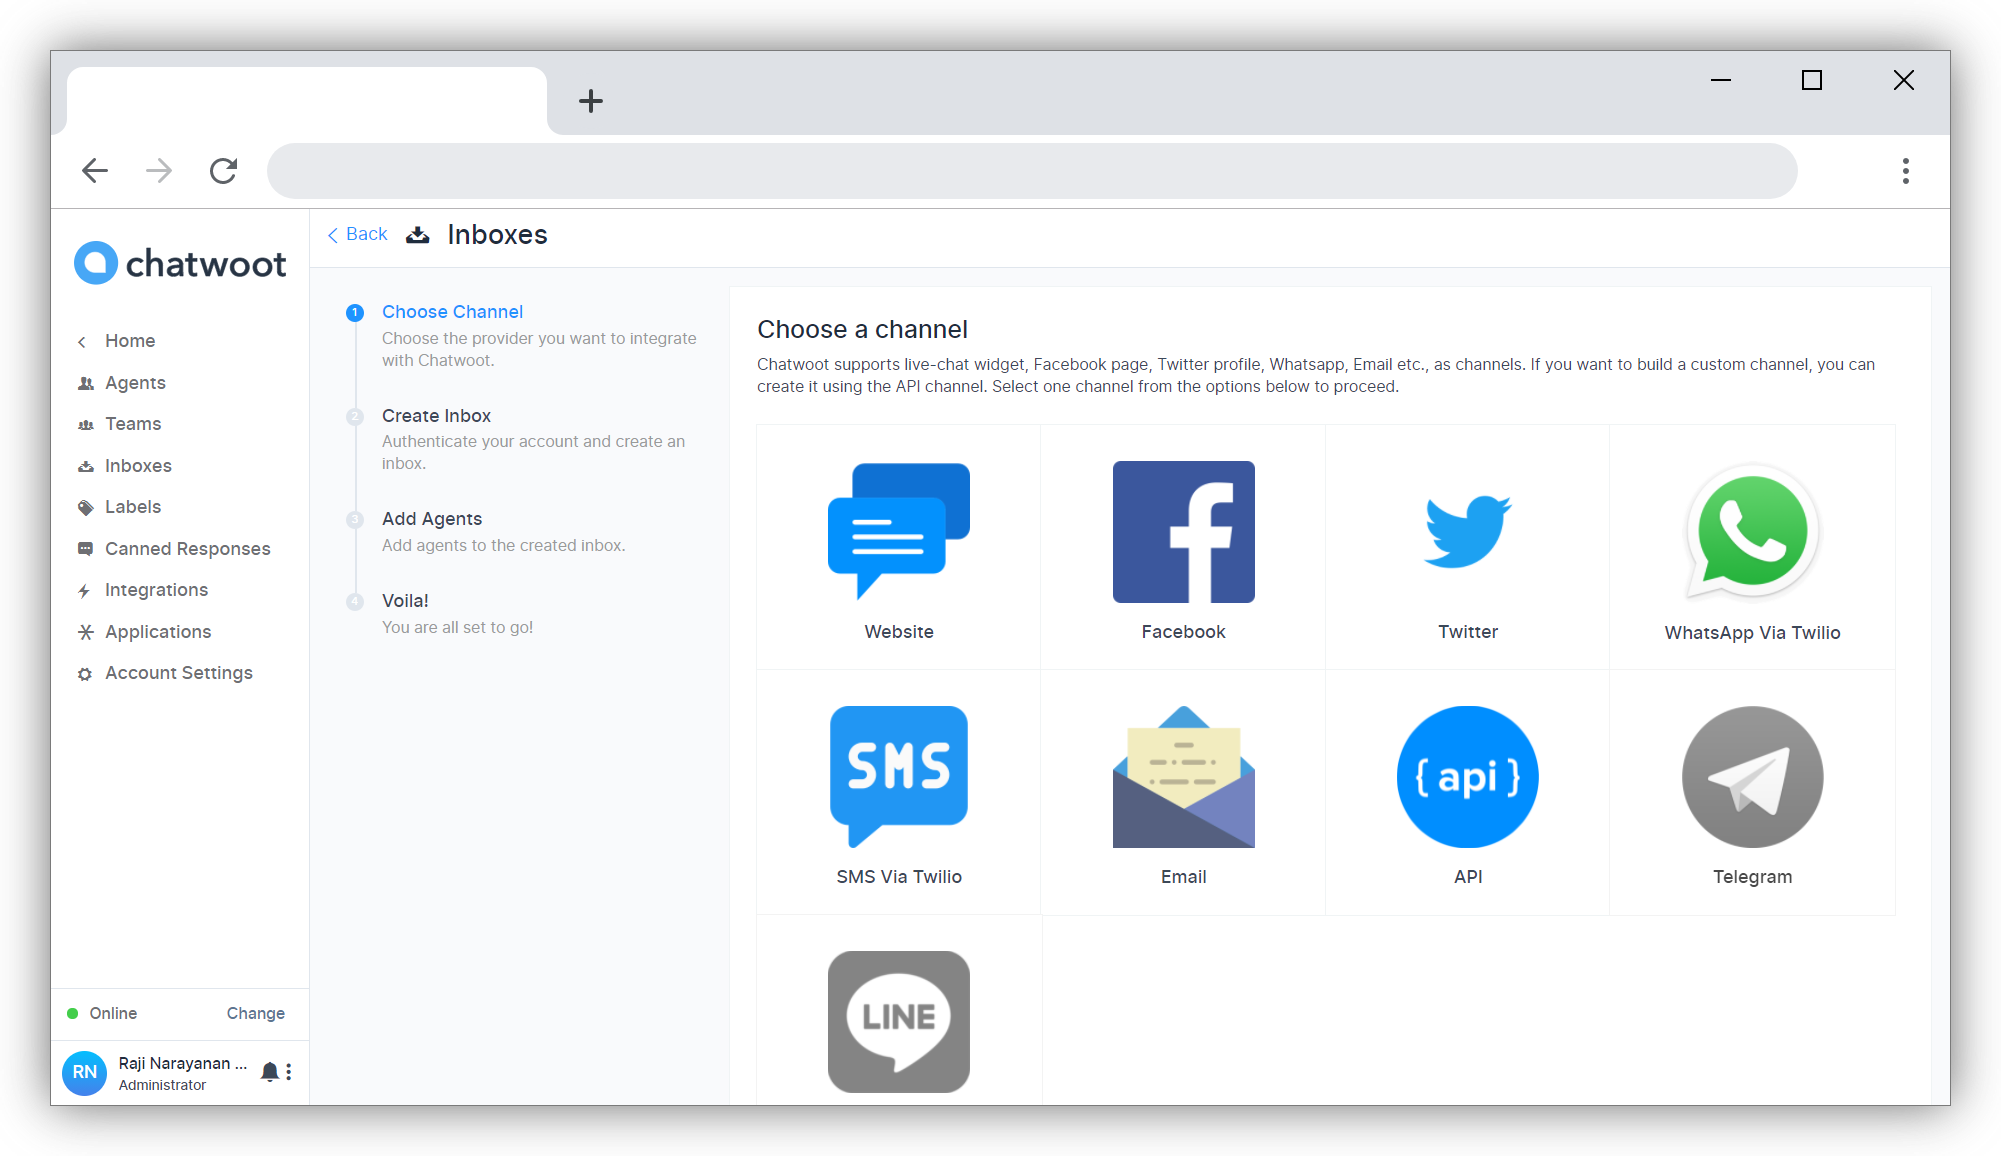 chatwoot
Home
Agents
Teams
Inboxes
Labels
Canned Responses
Integrations
Applications
Account Settings
Online
Change
RN
Raji Narayanan ...
Administrator
Back
Inboxes
1
Choose Channel
Choose the provider you want to integrate
with Chatwoot.
2
Create Inbox
Authenticate your account and create an
inbox.
3
Add Agents
Add agents to the created inbox.
4
Voila!
You are all set to go!
Choose a channel
Chatwoot supports live-chat widget, Facebook page, Twitter profile, Whatsapp, Email etc., as channels. If you want to build a custom channel, you can
create it using the API channel. Select one channel from the options below to proceed.
Website
Facebook
Twitter
WhatsApp Via Twilio
SMS
{ api }
SMS Via Twilio
Email
API
Telegram
LINE